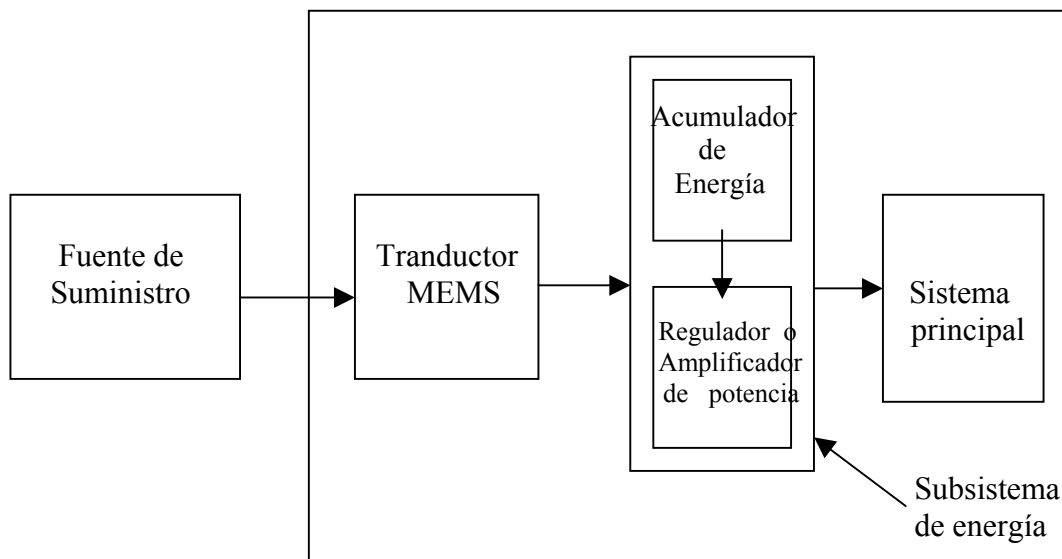 Fuente de
Suministro
Tranductor
MEMS
Acumulador
de
Energía
Regulador o
Amplificador
de potencia
Sistema
principal
Subsistema
de energía